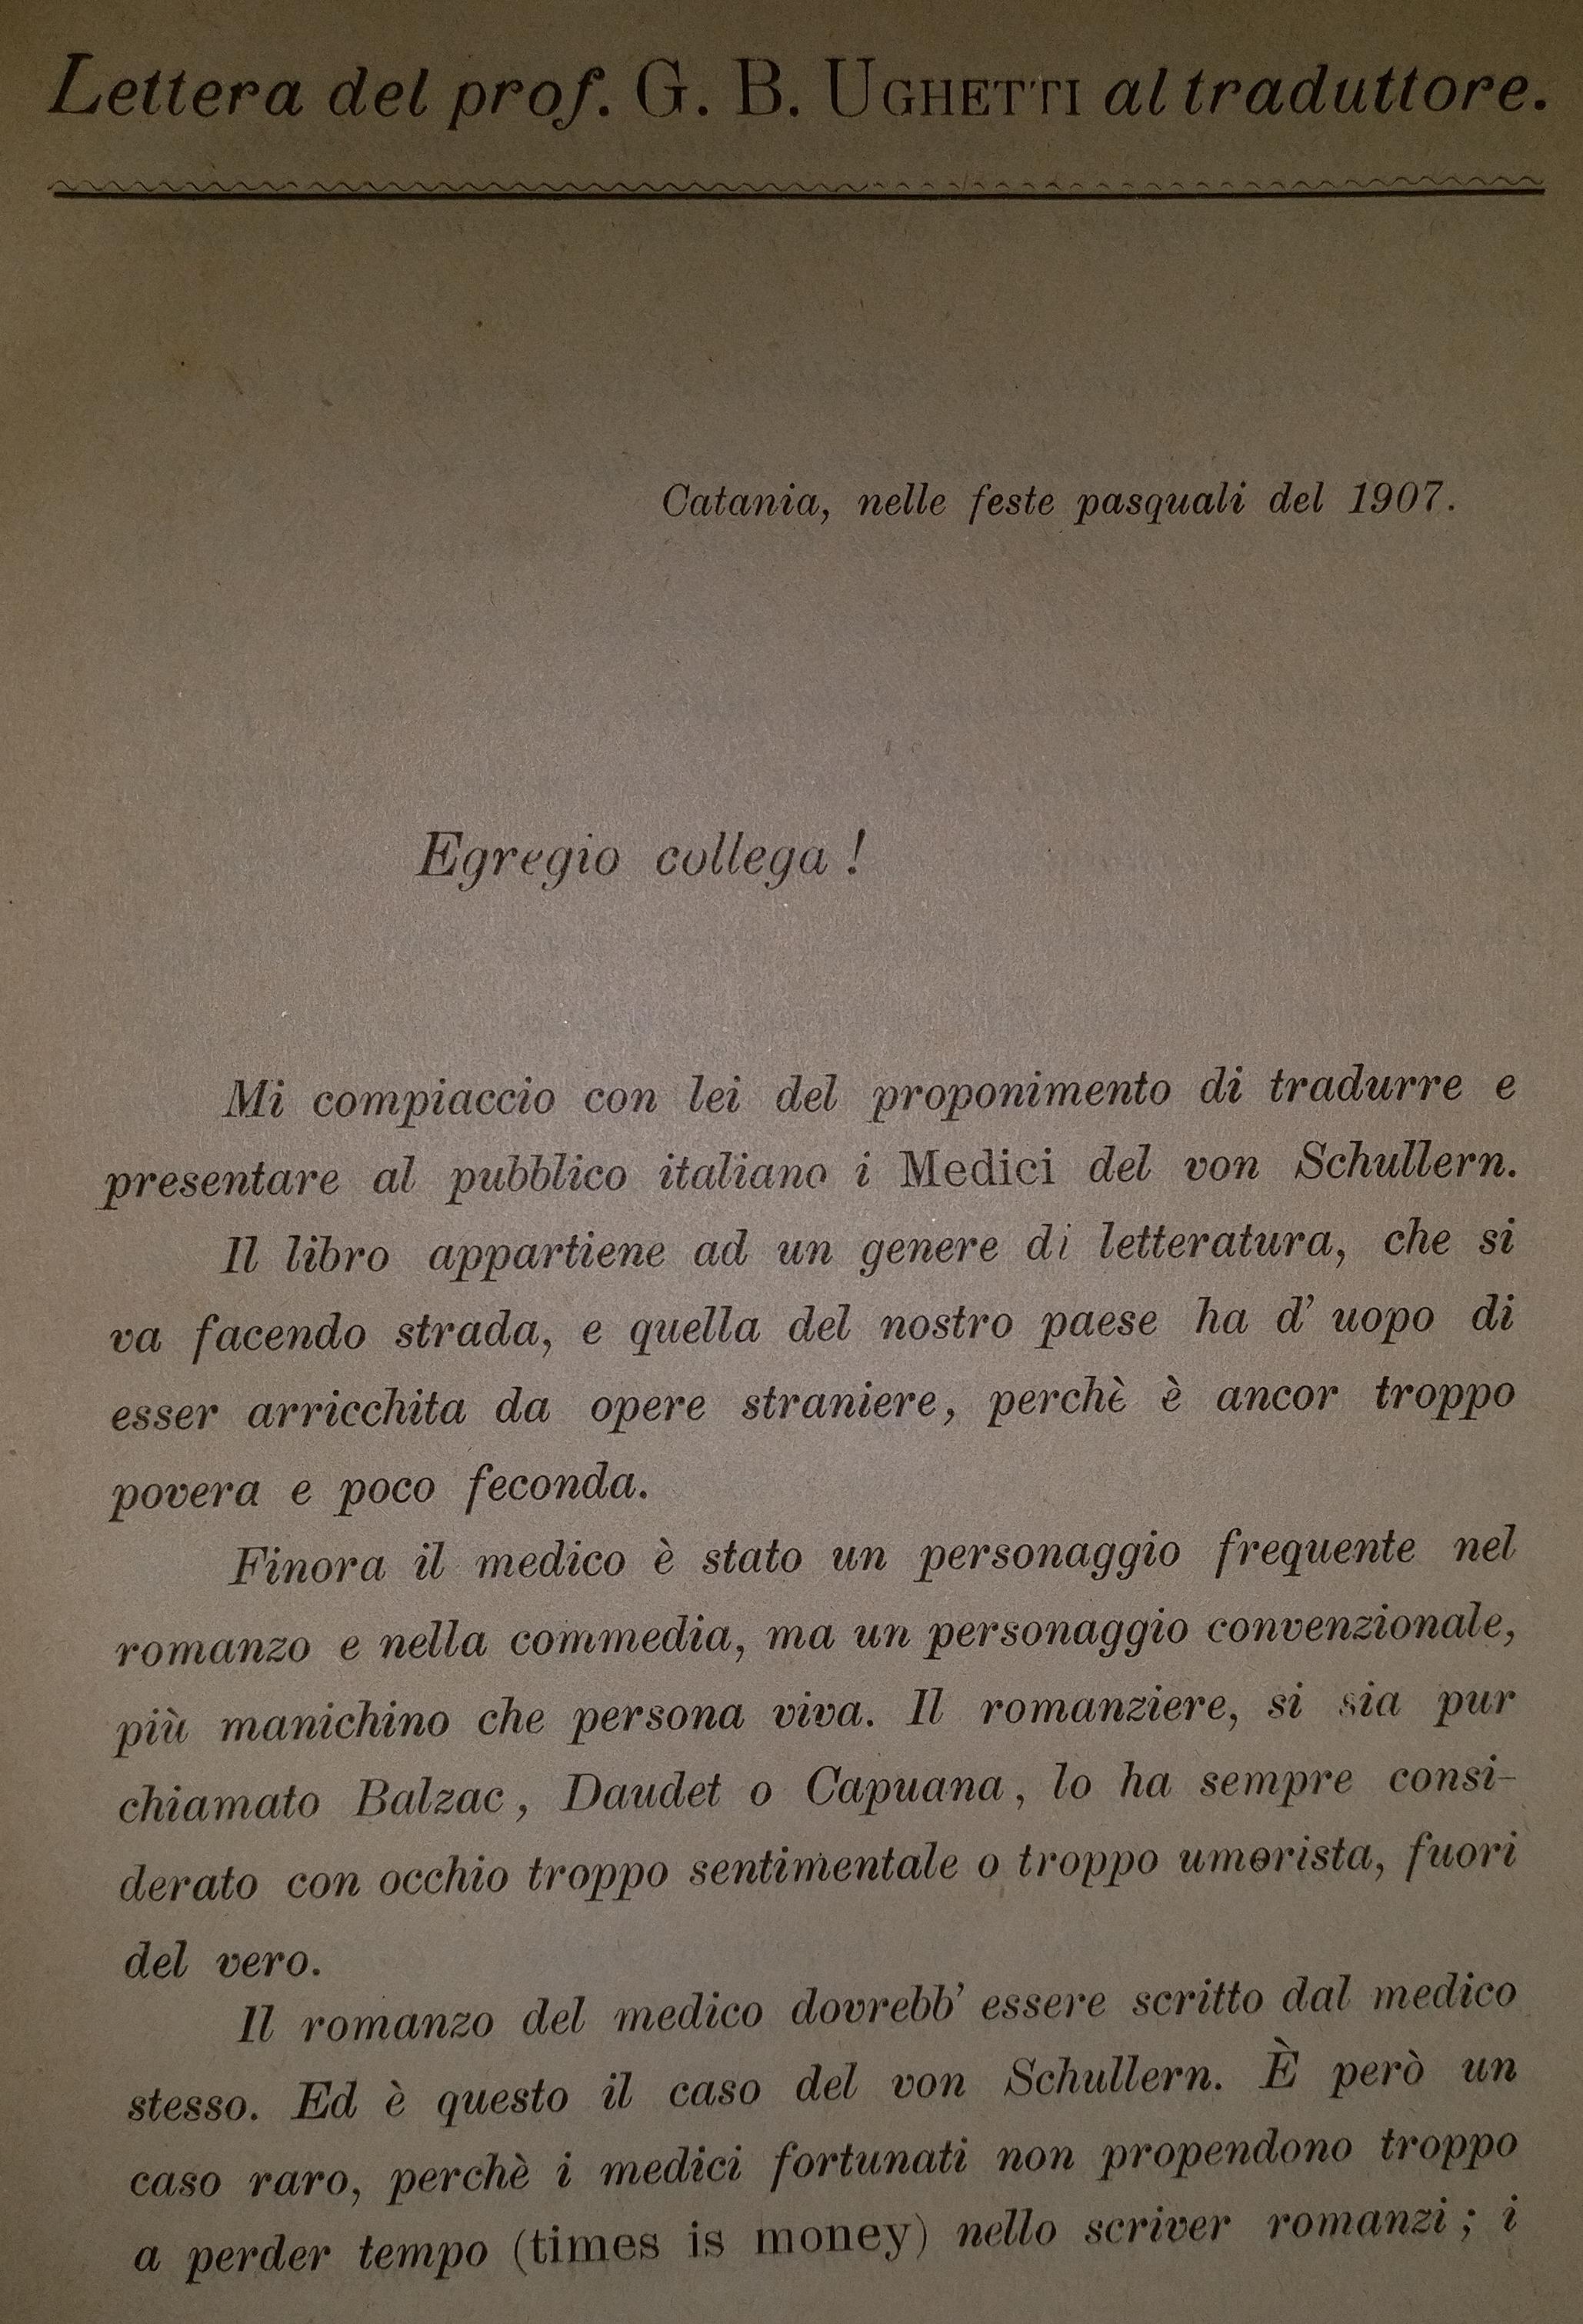 Lettera del prof. G. B. UGHETTI al traduttore.
Catania, nelle feste pasquali del 1907.
Egregio collega !
Mi compiaccio con lei del proponimento di tradurre e
presentare al pubblico italiano i Medici del von Schullern.
Il libro appartiene ad un genere di letteratura, che si
va facendo strada, e quella del nostro paese ha d' uopo di
esser arricchita da opere straniere, perchè è ancor troppo
povera e poco feconda.
Finora il medico è stato un personaggio frequente nel
romanzo e nella commedia, ma un personaggio convenzionale,
più manichino che persona viva. Il romanziere, si sia pur
chiamato Balzac, Daudet o Capuana, lo ha sempre consi-
derato con occhio troppo sentimentale o troppo umorista, fuori
del vero.
Il romanzo del medico dovrebb' essere scritto dal medico
stesso. Ed è questo il caso del von Schullern. È però un
caso raro, perchè i medici fortunati non propendono troppo
a perder tempo (times is money) nello scriver romanzi ; i